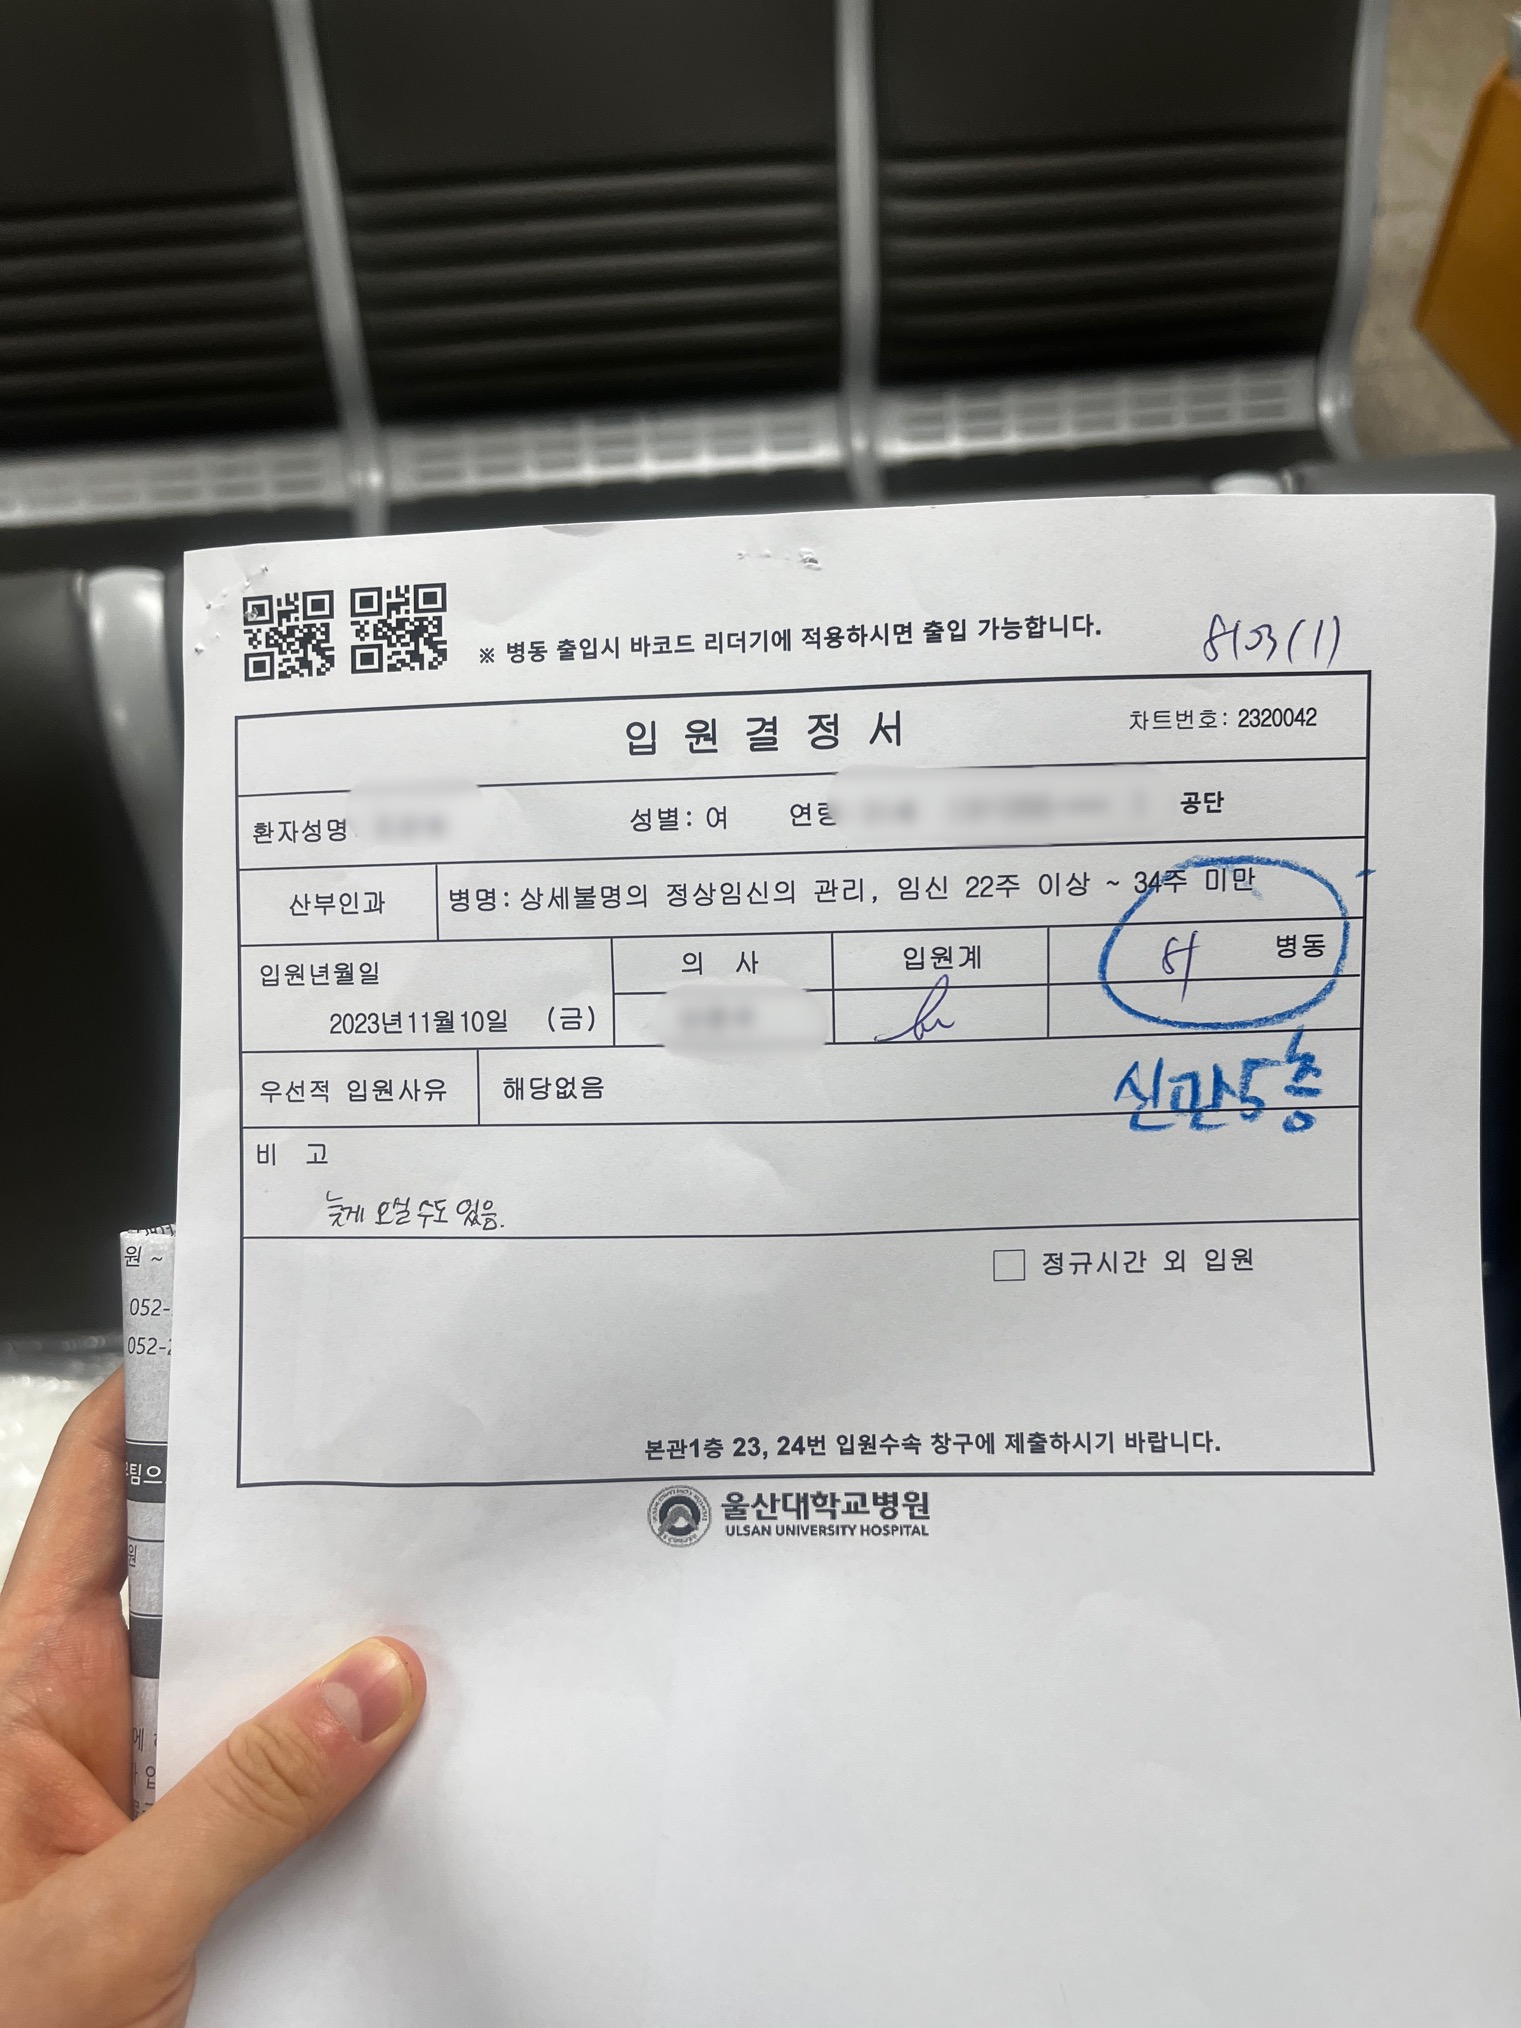 ※ 병동 출입시 바코드 리더기에 적용하시면 출입 가능합니다.
입 원 결 정 서
차트번호: 2320042
환자성명
성별: 여
연령
공단
산부인과
병명: 상세불명의 정상임신의 관리, 임신 22주 이상 ~ 34주 미만
입원년월일
의 사
입원계
병동
2023년11월10일 (금)
신관5층
우선적 입원사유
해당없음
비 고
늦게 오실수도 있음.
정규시간 외 입원
본관1층 23, 24번 입원수속 창구에 제출하시기 바랍니다.
울산대학교병원
ULSAN UNIVERSITY HOSPITAL
원 ~
052-
052-
팀으
원